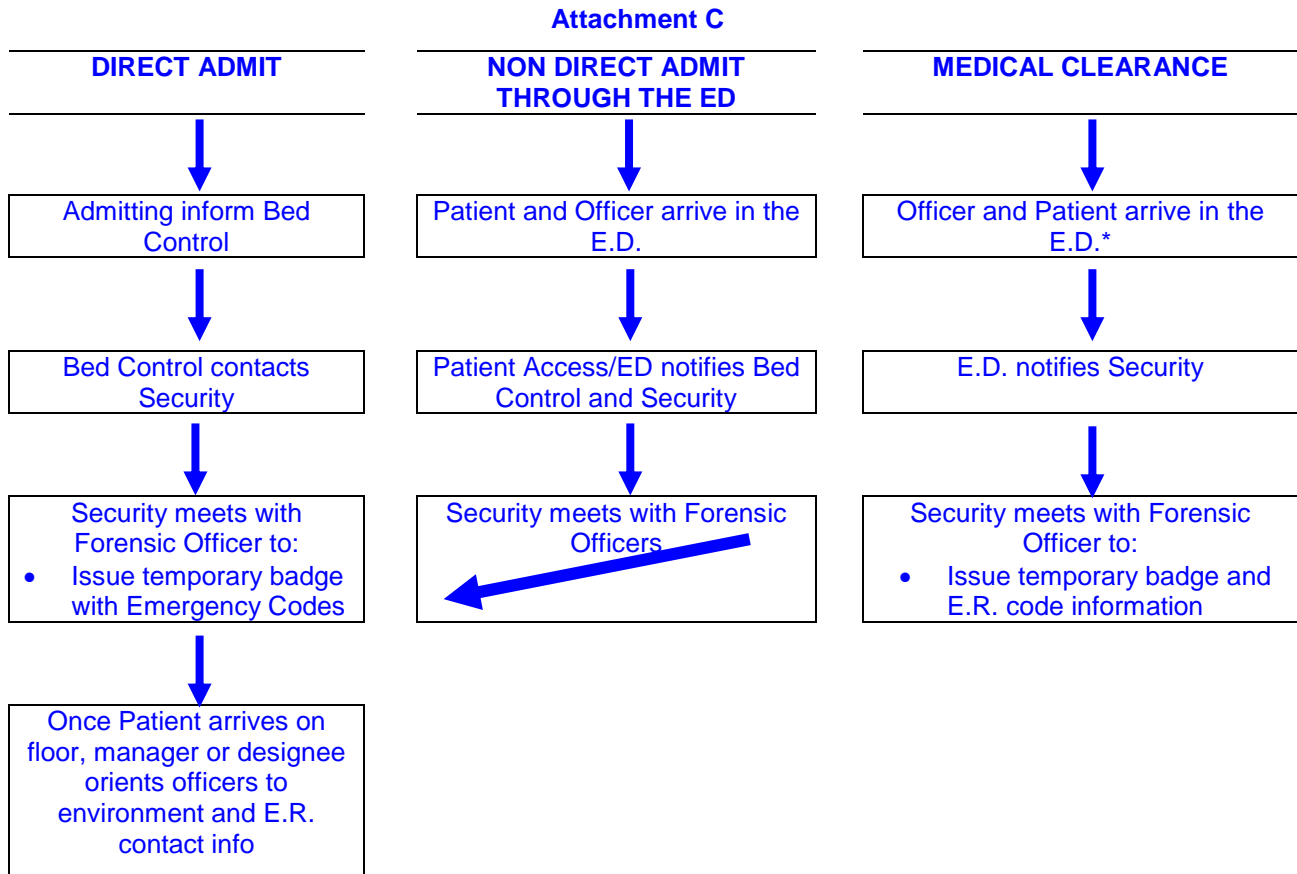 Attachment C
DIRECT ADMIT
Admitting inform Bed
Control
Bed Control contacts
Security
Security meets with
Forensic Officer to:
• Issue temporary badge
with Emergency Codes
Once Patient arrives on
floor, manager or designee
orients officers to
environment and E.R.
contact info
NON DIRECT ADMIT
THROUGH THE ED
Patient and Officer arrive in the
E.D.
Patient Access/ED notifies Bed
Control and Security
Security meets with Forensic
Officers
MEDICAL CLEARANCE
Officer and Patient arrive in the
E.D.*
E.D. notifies Security
Security meets with Forensic
Officer to:
• Issue temporary badge and
E.R. code information